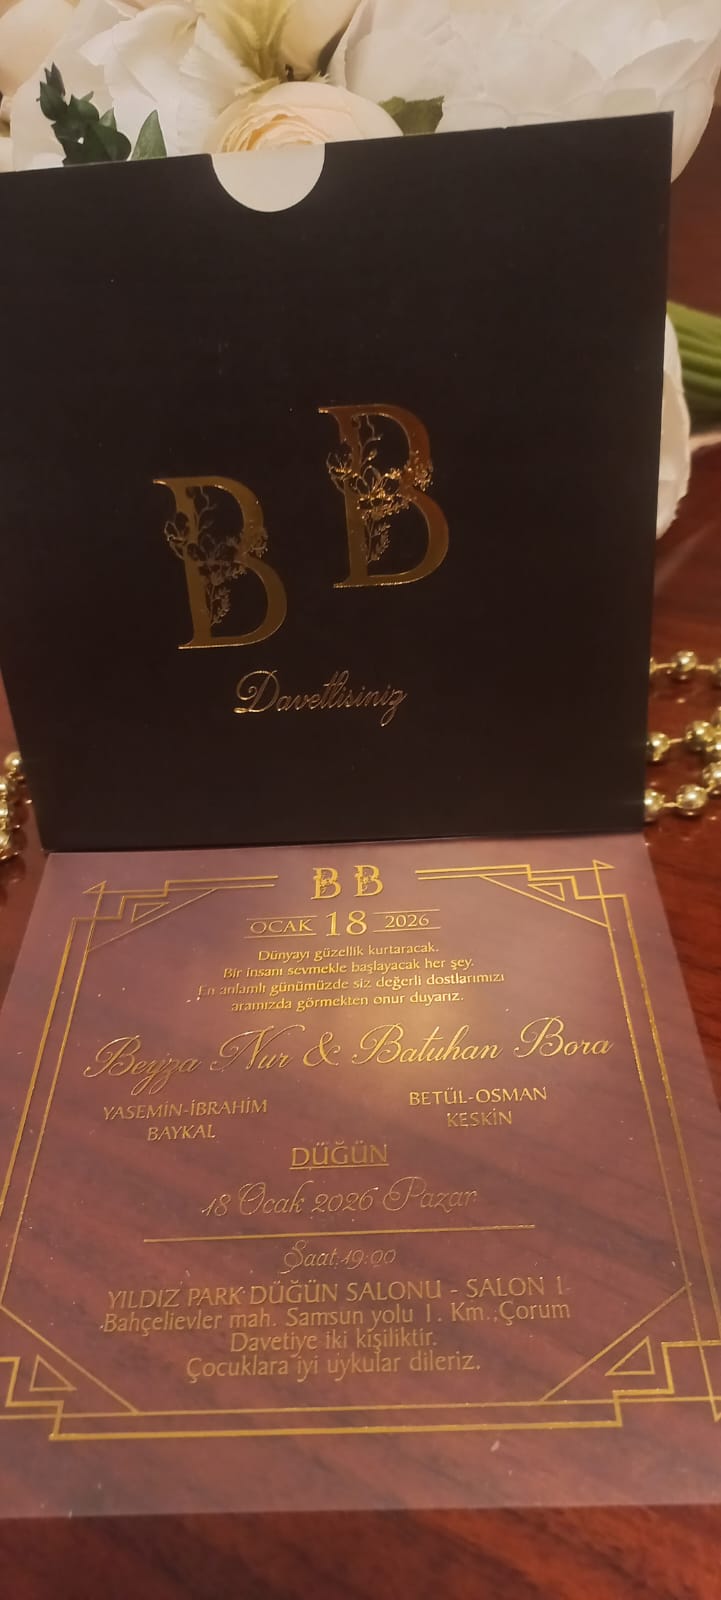 B B
Davetlisiniz
B B
OCAK 18 2026
Dünyayı güzellik kurtaracak.
Bir insanı sevmekle başlayacak her şey.
En anlamlı günümüzde siz değerli dostlarımızı
aramızda görmekten onur duyarız.
Beyza Nur & Batuhan Bora
YASEMİN-İBRAHİM
BAYKAL
BETÜL-OSMAN
KESKİN
DÜĞÜN
18 Ocak 2026 Pazar
Saat:19:00
YILDIZ PARK DÜĞÜN SALONU - SALON 1
Bahçelievler mah. Samsun yolu 1. Km.,Çorum
Davetiye iki kişiliktir.
Çocuklara iyi uykular dileriz.